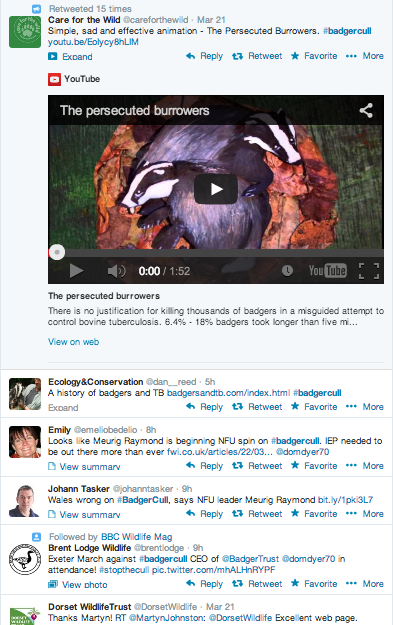 Retweeted 15 times
Care for the Wild @careforthewild · Mar 21
Simple, sad and effective animation - The Persecuted Burrowers. #badgercull
youtu.be/Eolycy8hLIM
Expand
Reply Retweet Favorite More
YouTube
The persecuted burrowers
0:00 / 1:52
YouTube
The persecuted burrowers
There is no justification for killing thousands of badgers in a misguided attempt to
control bovine tuberculosis. 6.4% - 18% badgers took longer than five mi...
View on web
Ecology&Conservation @dan__reed · 5h
A history of badgers and TB badgersandtb.com/index.html #badgercull
Expand
Reply Retweet Favorite More
Emily @emeliobedelio · 8h
Looks like Meurig Raymond is beginning NFU spin on #badgercull. IEP needed to
be out there more than ever fwi.co.uk/articles/22/03... @domdyer70
View summary
Reply Retweet Favorite More
Johann Tasker @johanntasker · 9h
Wales wrong on #BadgerCull, says NFU leader Meurig Raymond bit.ly/1pki3L7
View summary
Reply Retweet Favorite More
Followed by BBC Wildlife Mag
Brent Lodge Wildlife @brentlodge · 9h
Exeter March against #badgercull CEO of @BadgerTrust @domdyer70 in
attendance! #stopthecull pic.twitter.com/mhALHnRYPF
View photo
Reply Retweet Favorite More
Dorset WildlifeTrust @DorsetWildlife · Mar 21
Thanks Martyn! RT @MartynJohnston: @DorsetWildlife Excellent web page.